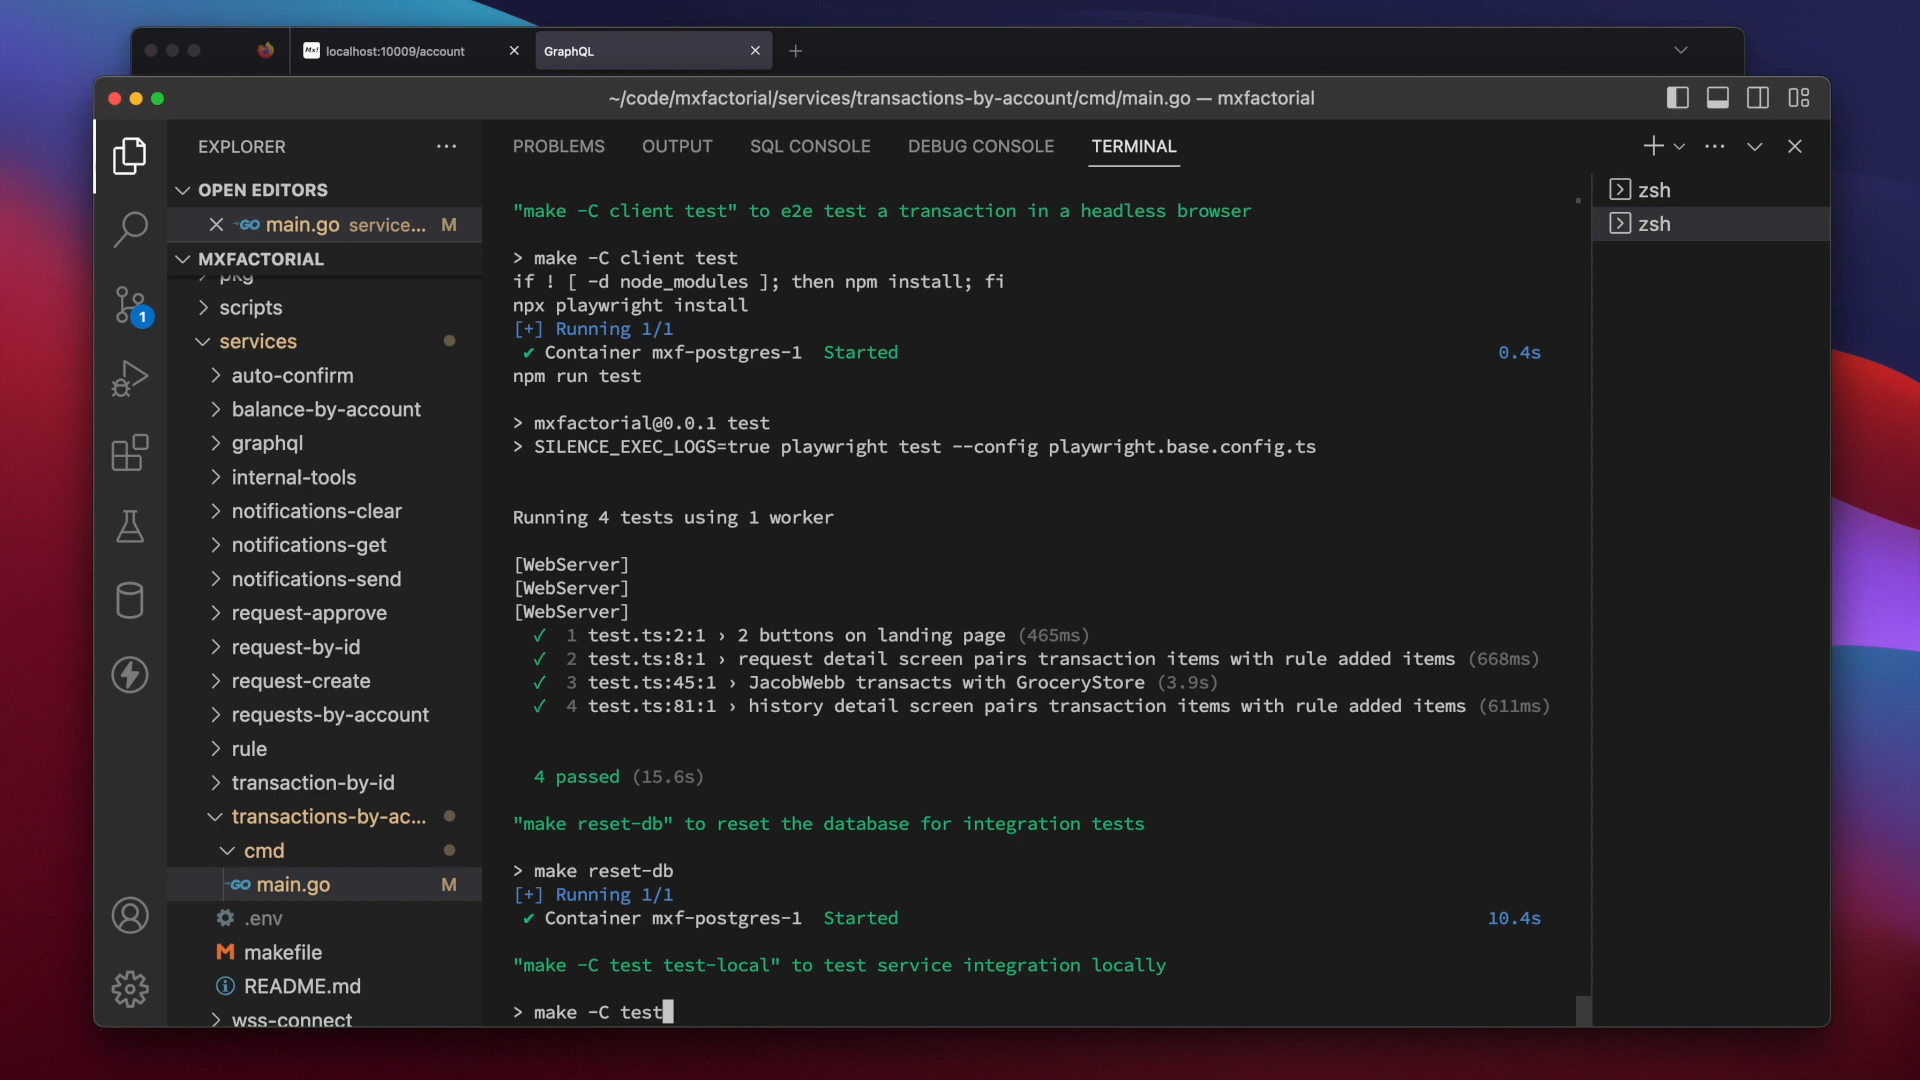 Mx! localhost:10009/account
GraphQL
~/code/mxfactorial/services/transactions-by-account/cmd/main.go — mxfactorial
EXPLORER
OPEN EDITORS
GO main.go service... M
MXFACTORIAL
pkg
scripts
services
auto-confirm
balance-by-account
graphql
internal-tools
notifications-clear
notifications-get
notifications-send
request-approve
request-by-id
request-create
requests-by-account
rule
transaction-by-id
transactions-by-ac...
cmd
GO main.go M
.env
M makefile
README.md
wss-connect
1
PROBLEMS OUTPUT SQL CONSOLE DEBUG CONSOLE TERMINAL
"make -C client test" to e2e test a transaction in a headless browser
> make -C client test
if ! [ -d node_modules ]; then npm install; fi
npx playwright install
[+] Running 1/1
✔ Container mxf-postgres-1 Started 0.4s
npm run test
> mxfactorial@0.0.1 test
> SILENCE_EXEC_LOGS=true playwright test --config playwright.base.config.ts
Running 4 tests using 1 worker
[WebServer]
[WebServer]
[WebServer]
✓ 1 test.ts:2:1 › 2 buttons on landing page (465ms)
✓ 2 test.ts:8:1 › request detail screen pairs transaction items with rule added items (668ms)
✓ 3 test.ts:45:1 › JacobWebb transacts with GroceryStore (3.9s)
✓ 4 test.ts:81:1 › history detail screen pairs transaction items with rule added items (611ms)
4 passed (15.6s)
"make reset-db" to reset the database for integration tests
> make reset-db
[+] Running 1/1
✔ Container mxf-postgres-1 Started 10.4s
"make -C test test-local" to test service integration locally
> make -C test
zsh
zsh